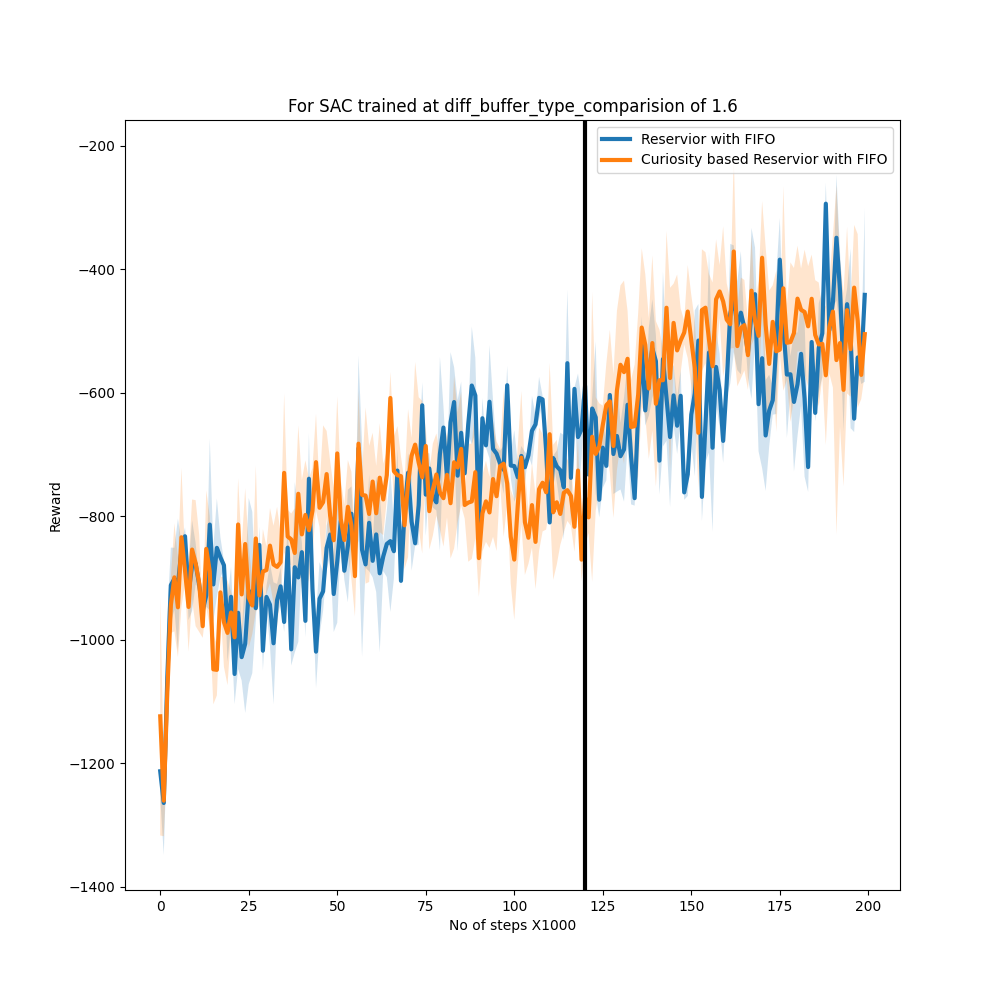 For SAC trained at diff_buffer_type_comparision of 1.6
Reservior with FIFO
Curiosity based Reservior with FIFO
Reward
−200
−400
−600
−800
−1000
−1200
−1400
0 25 50 75 100 125 150 175 200
No of steps X1000